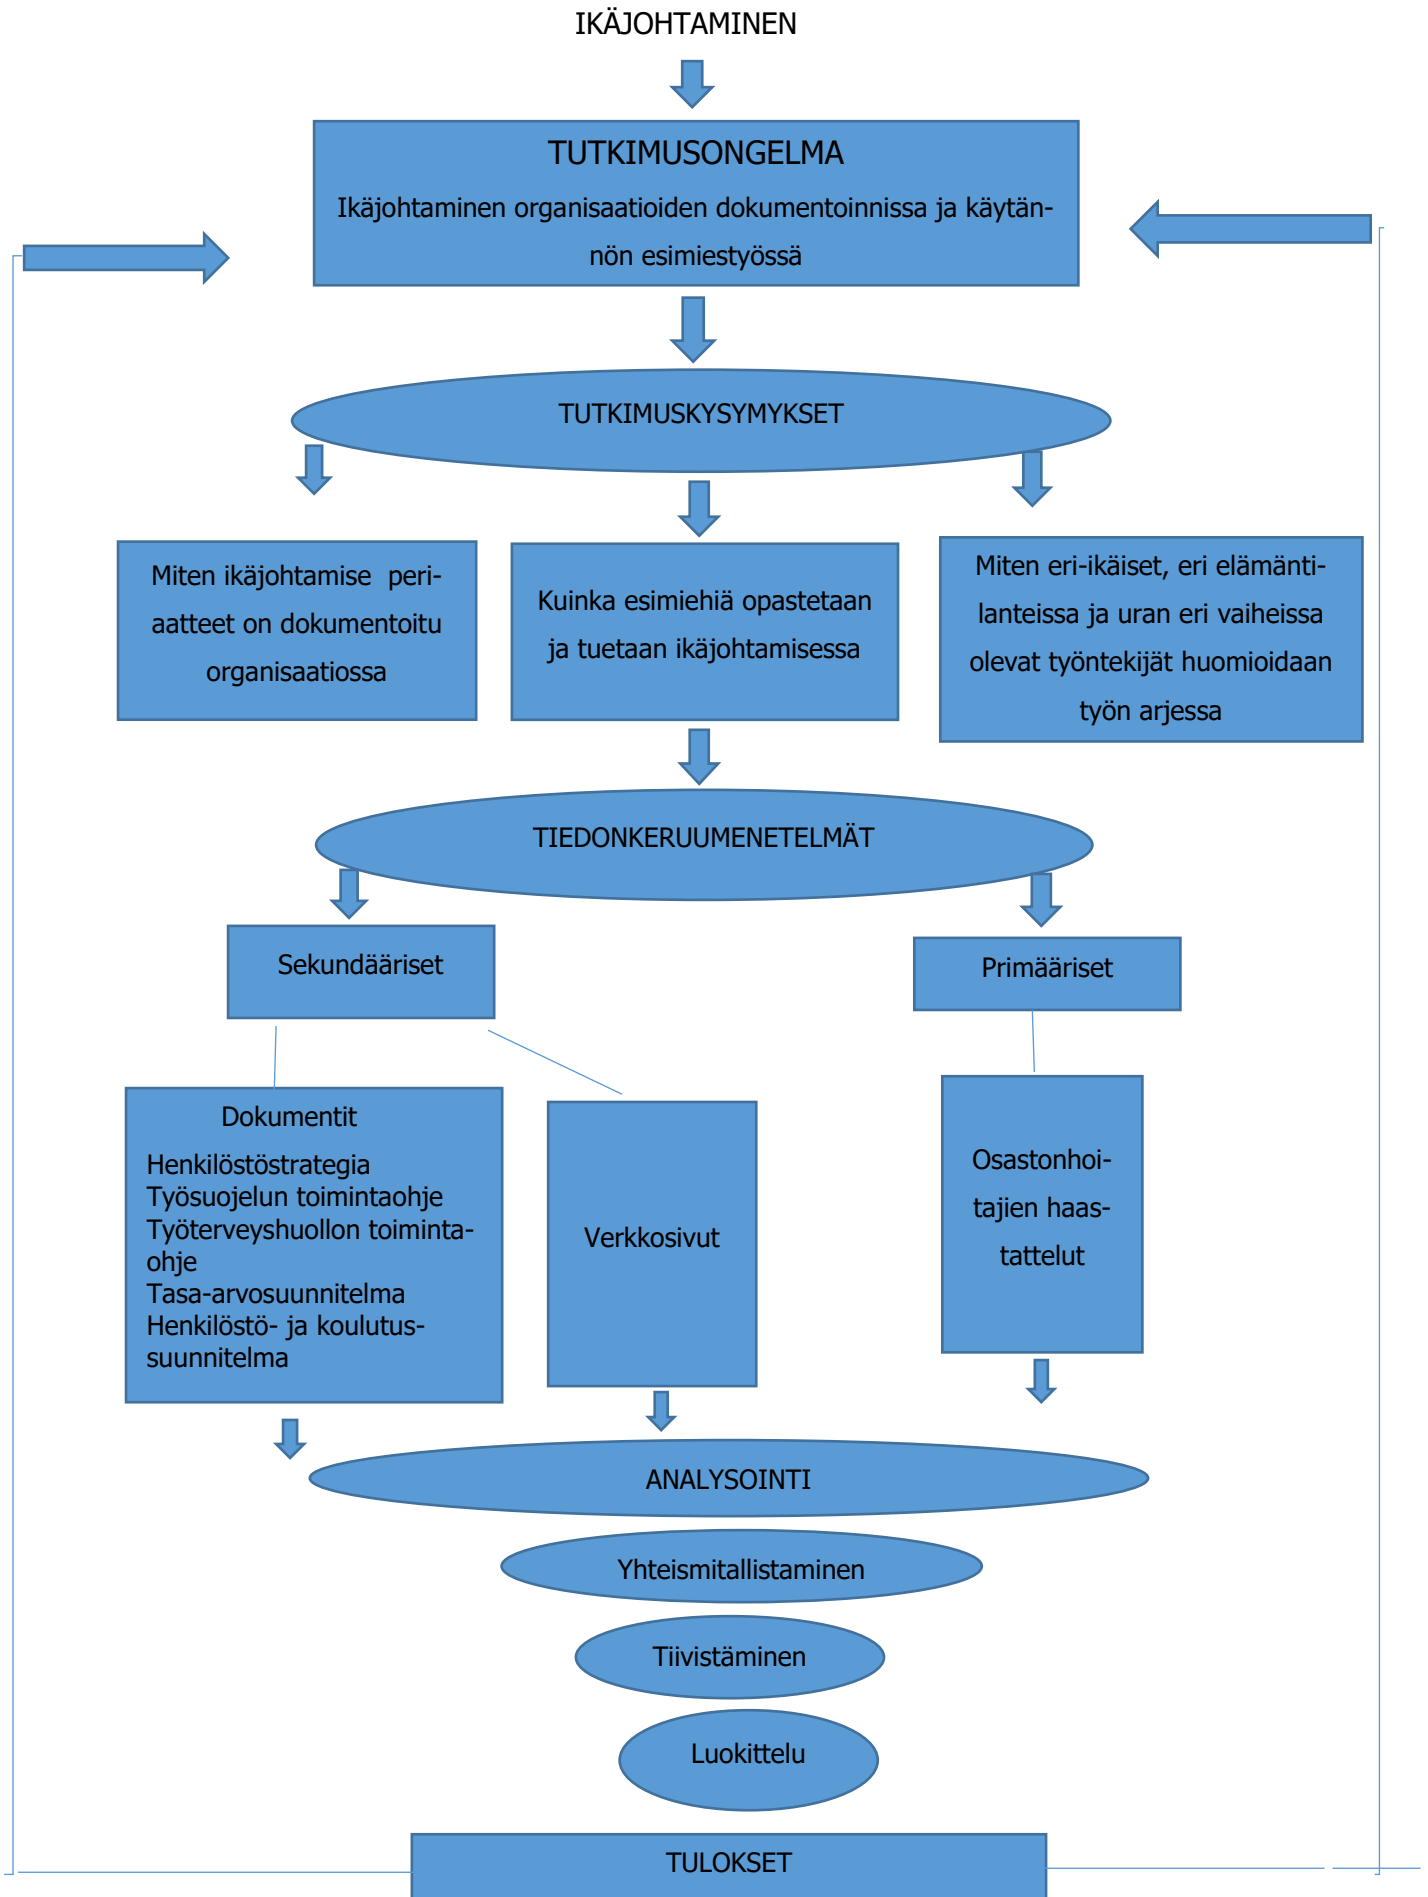 IKÄJOHTAMINEN
TUTKIMUSONGELMA
Ikäjohtaminen organisaatioiden dokumentoinnissa ja käytän-
nön esimiestyössä
TUTKIMUSKYSYMYKSET
Miten ikäjohtamise  peri-
aatteet on dokumentoitu
organisaatiossa
Kuinka esimiehiä opastetaan
ja tuetaan ikäjohtamisessa
Miten eri-ikäiset, eri elämänti-
lanteissa ja uran eri vaiheissa
olevat työntekijät huomioidaan
työn arjessa
TIEDONKERUUMENETELMÄT
Sekundääriset
Primääriset
Dokumentit
Henkilöstöstrategia
Työsuojelun toimintaohje
Työterveyshuollon toiminta-
ohje
Tasa-arvosuunnitelma
Henkilöstö- ja koulutus-
suunnitelma
Verkkosivut
Osastonhoi-
tajien haas-
tattelut
ANALYSOINTI
Yhteismitallistaminen
Tiivistäminen
Luokittelu
TULOKSET